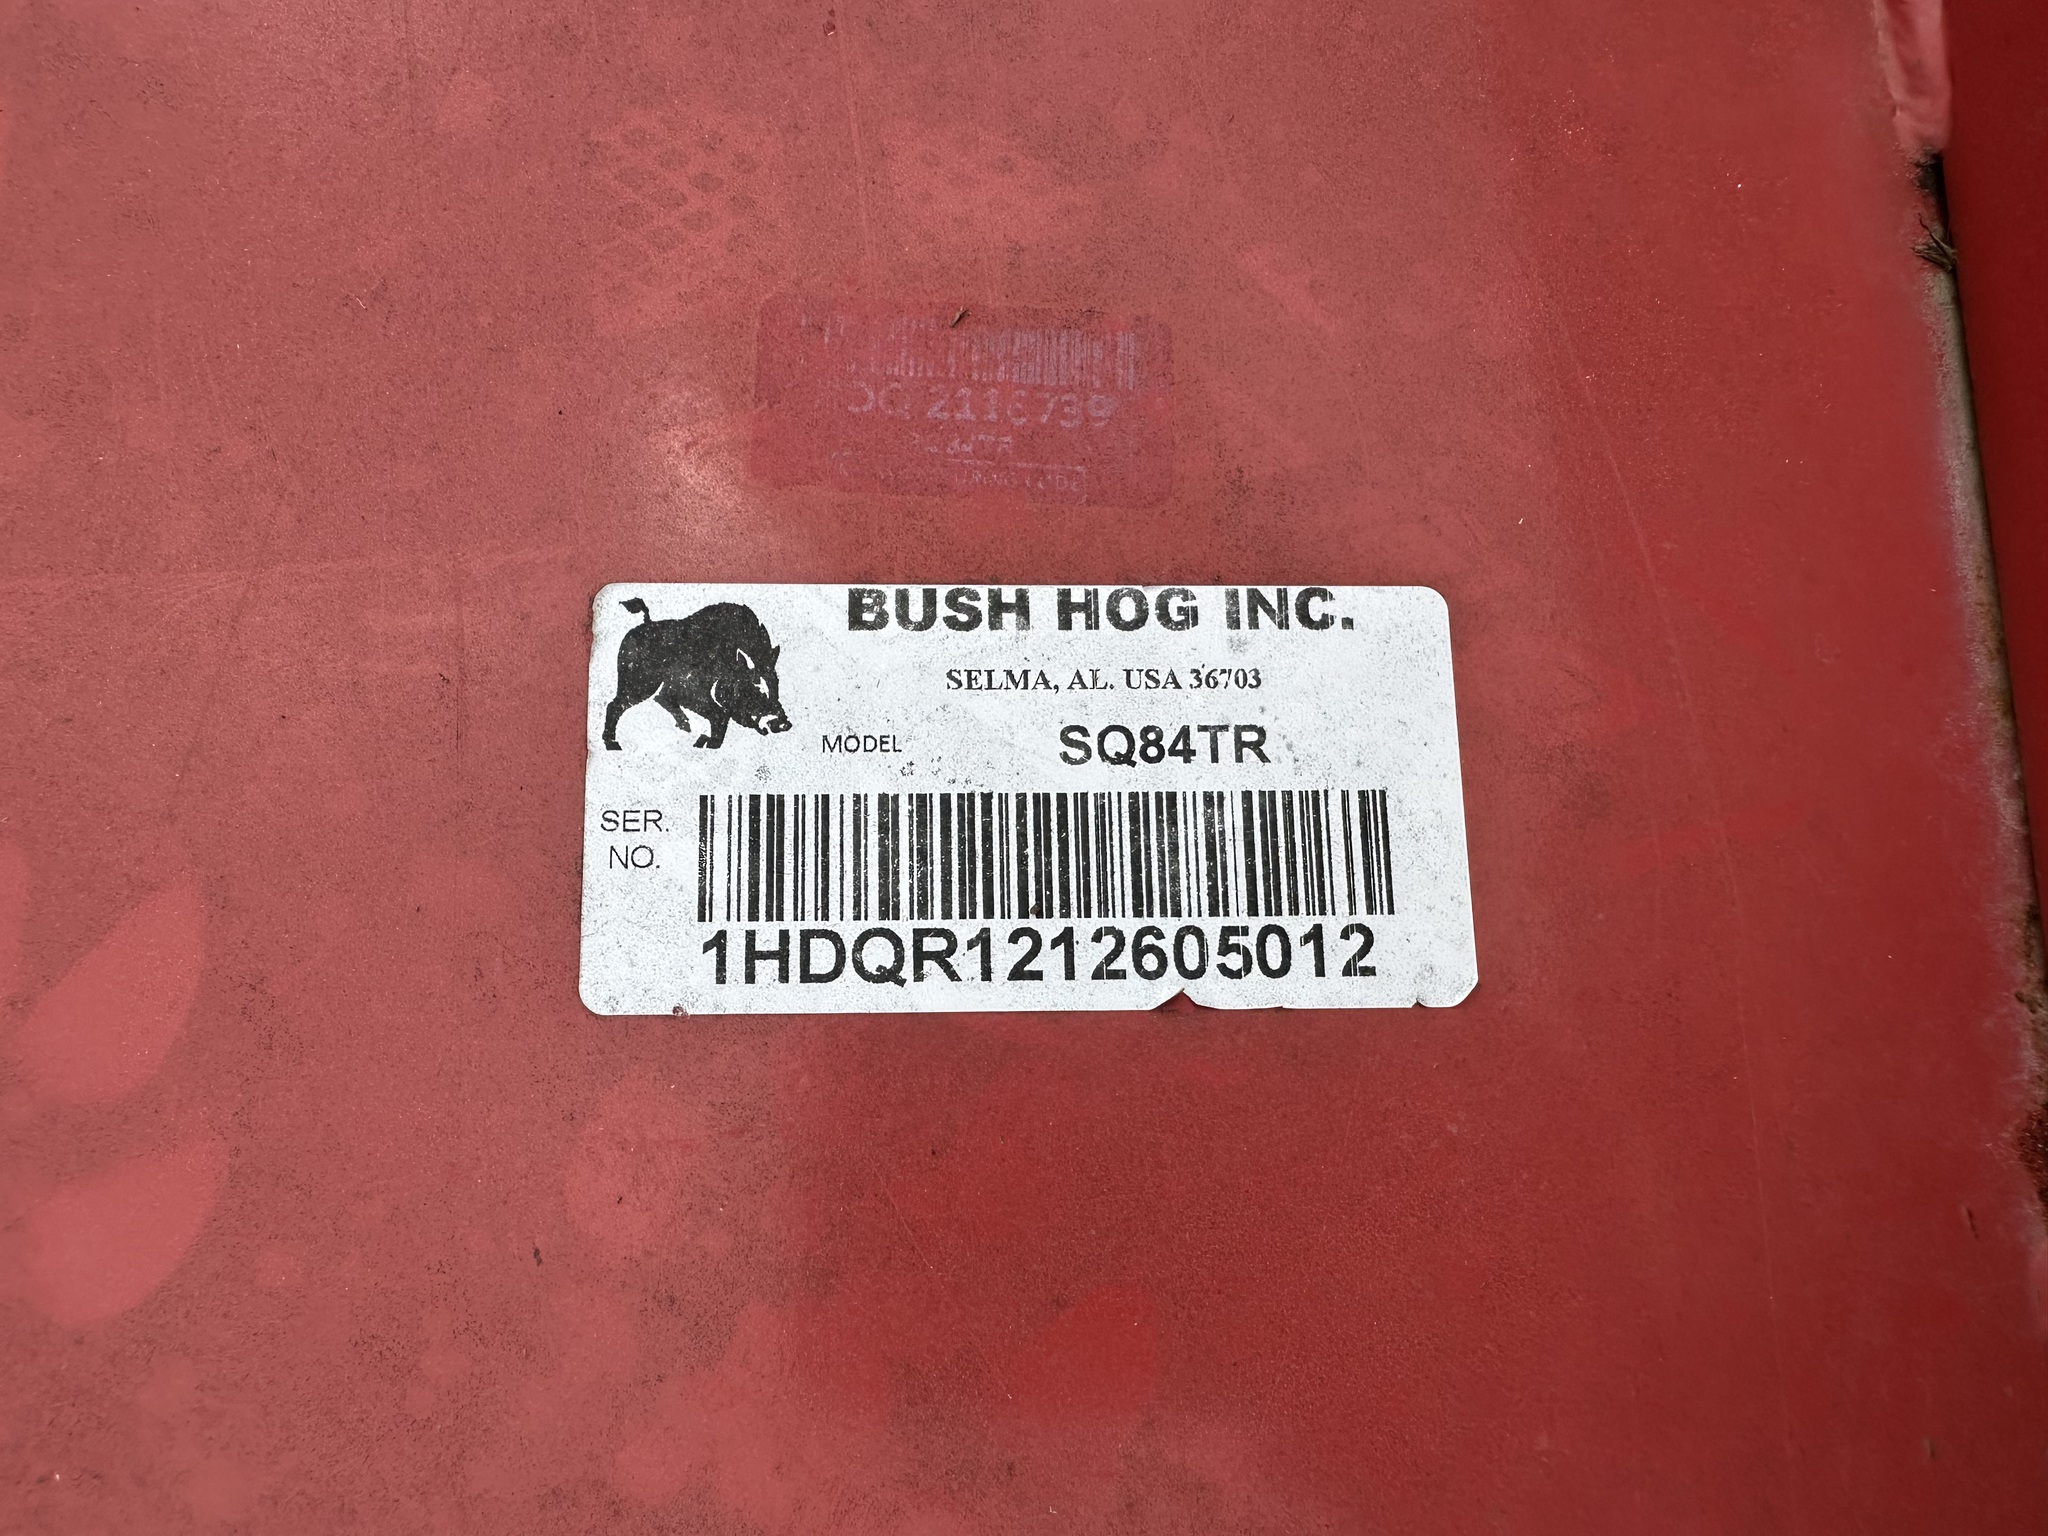 BUSH HOG INC.
SELMA, AL. USA 36703
MODEL SQ84TR
SER.
NO.
1HDQR1212605012